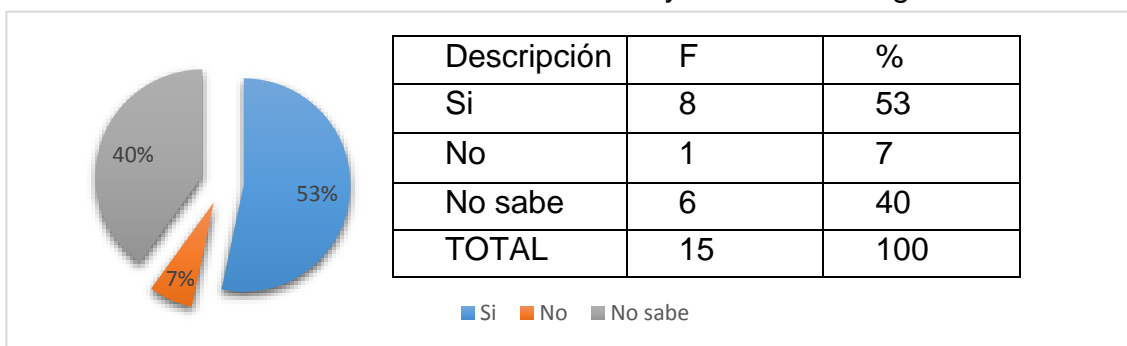 40%
53%
7%
Descripción F %
Si 8 53
No 1 7
No sabe 6 40
TOTAL 15 100
Si No No sabe